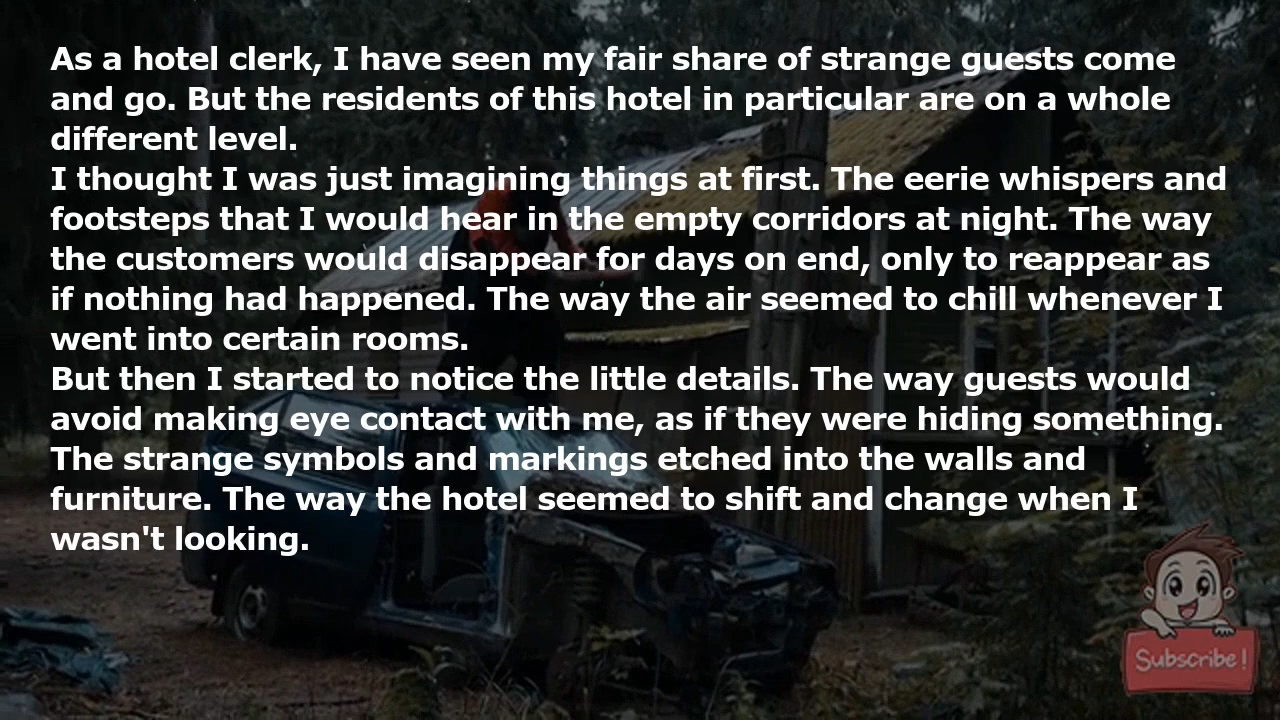 As a hotel clerk, I have seen my fair share of strange guests come
and go. But the residents of this hotel in particular are on a whole
different level.
I thought I was just imagining things at first. The eerie whispers and
footsteps that I would hear in the empty corridors at night. The way
the customers would disappear for days on end, only to reappear as
if nothing had happened. The way the air seemed to chill whenever I
went into certain rooms.
But then I started to notice the little details. The way guests would
avoid making eye contact with me, as if they were hiding something.
The strange symbols and markings etched into the walls and
furniture. The way the hotel seemed to shift and change when I
wasn't looking.
Subscribe!